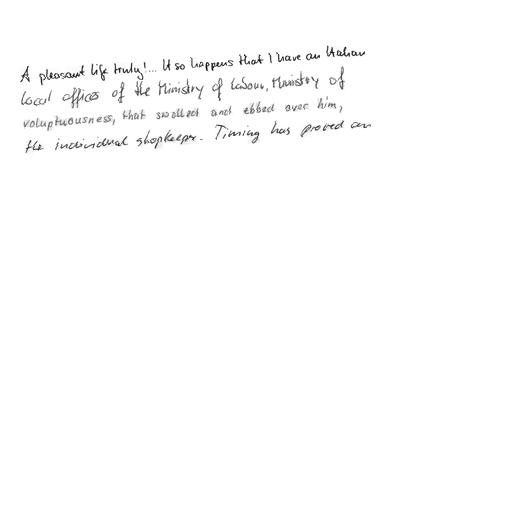 A pleasant life truly!... It so happens that I have an Italian
local offices of the Ministry of Labour, Ministry of
voluptuousness, that swelled and ebbed over him,
the individual shopkeeper. Timing has proved an